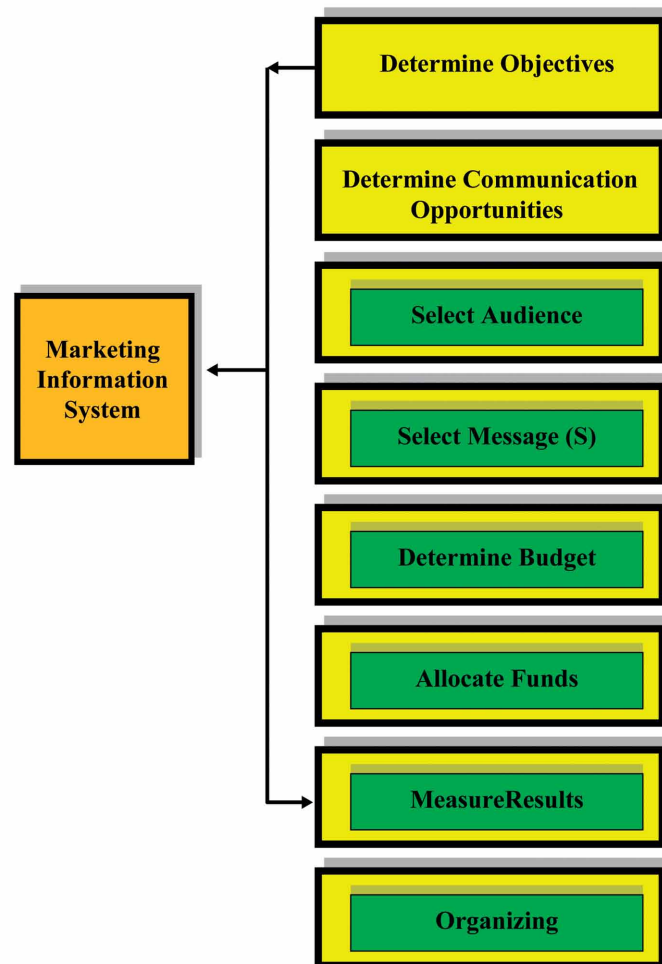 Determine Objectives
Determine Communication
Opportunities
Select Audience
Marketing
Information
System
Select Message (S)
Determine Budget
Allocate Funds
MeasureResults
Organizing